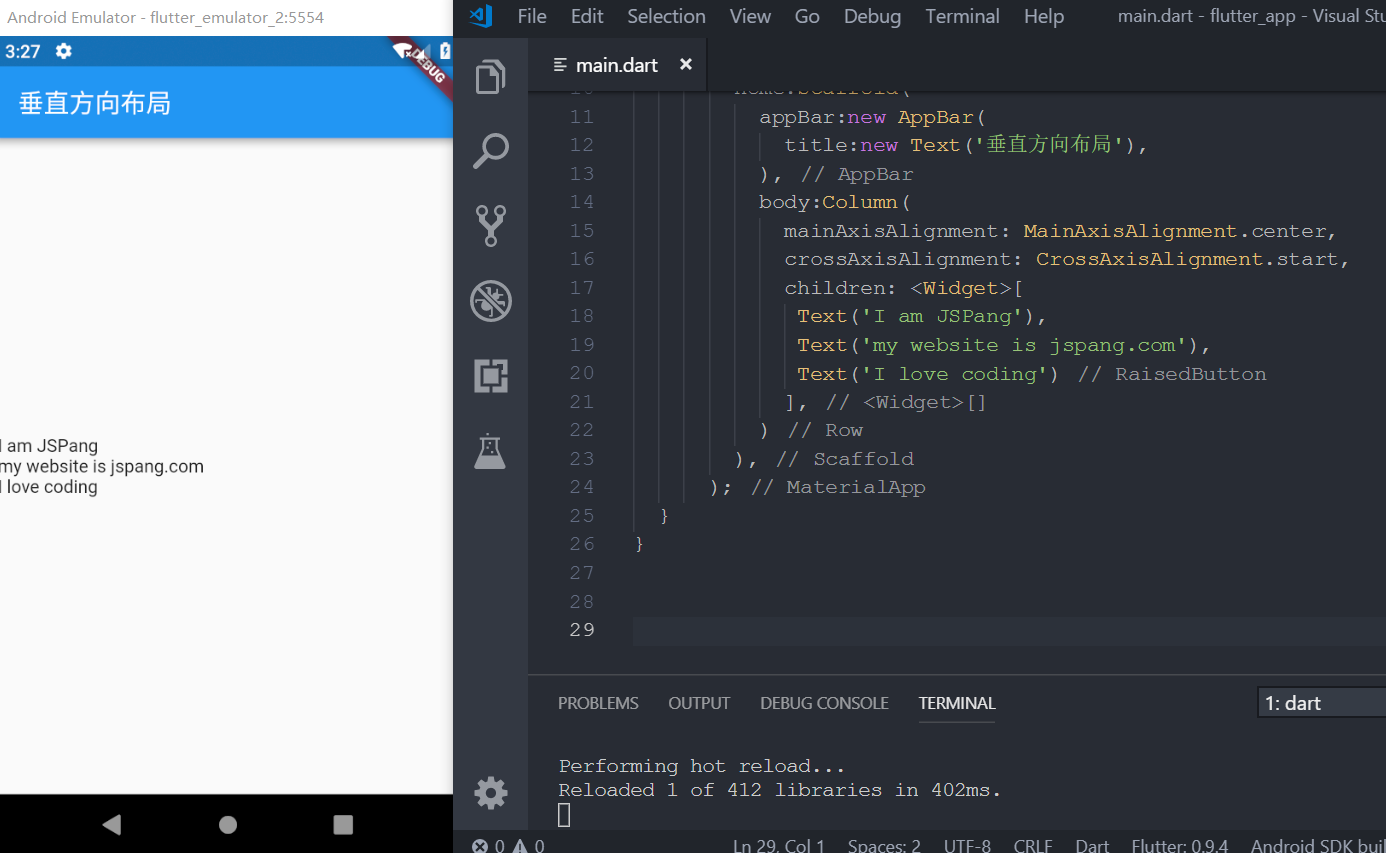 Android Emulator - flutter_emulator_2:5554
3:27
DEBUG
垂直方向布局
I am JSPang
my website is jspang.com
I love coding
File Edit Selection View Go Debug Terminal Help main.dart - flutter_app - Visual Stu
main.dart
10 home:Scaffold(
11 appBar:new AppBar(
12 title:new Text('垂直方向布局'),
13 ), // AppBar
14 body:Column(
15 mainAxisAlignment: MainAxisAlignment.center,
16 crossAxisAlignment: CrossAxisAlignment.start,
17 children: <Widget>[
18 Text('I am JSPang'),
19 Text('my website is jspang.com'),
20 Text('I love coding') // RaisedButton
21 ], // <Widget>[]
22 ) // Row
23 ), // Scaffold
24 ); // MaterialApp
25 }
26 }
27
28
29
PROBLEMS OUTPUT DEBUG CONSOLE TERMINAL 1: dart
Performing hot reload...
Reloaded 1 of 412 libraries in 402ms.
0 0 Ln 29, Col 1 Spaces: 2 UTF-8 CRLF Dart Flutter: 0.9.4 Android SDK buil